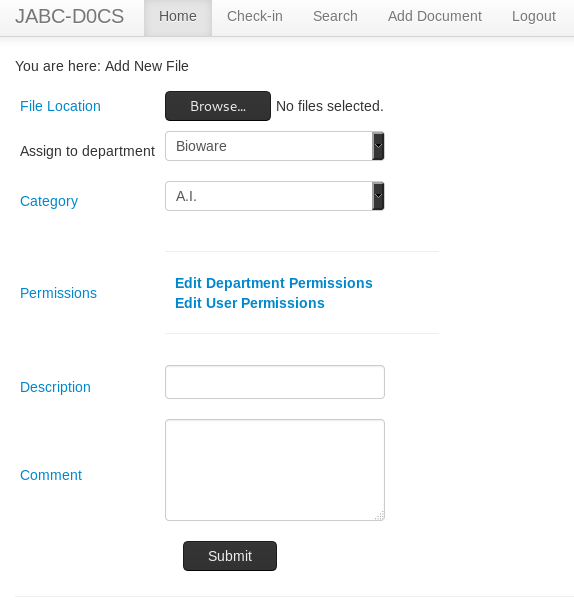 JABC-D0CS Home Check-in Search Add Document Logout
You are here: Add New File
File Location Browse... No files selected.
Assign to department Bioware
Category A.I.
Edit Department Permissions
Permissions
Edit User Permissions
Description
Comment
Submit